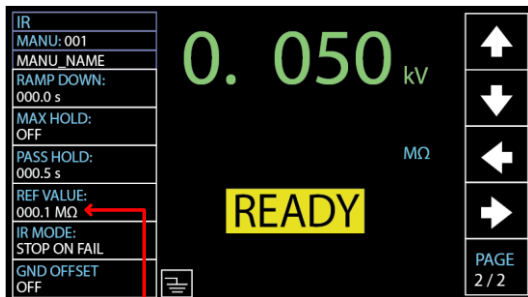 IR
MANU: 001
MANU_NAME
RAMP DOWN:
000.0 s
MAX HOLD:
OFF
PASS HOLD:
000.5 s
REF VALUE:
000.1 MΩ
IR MODE:
STOP ON FAIL
GND OFFSET
OFF
0. 050 kV
MΩ
READY
PAGE
2 / 2